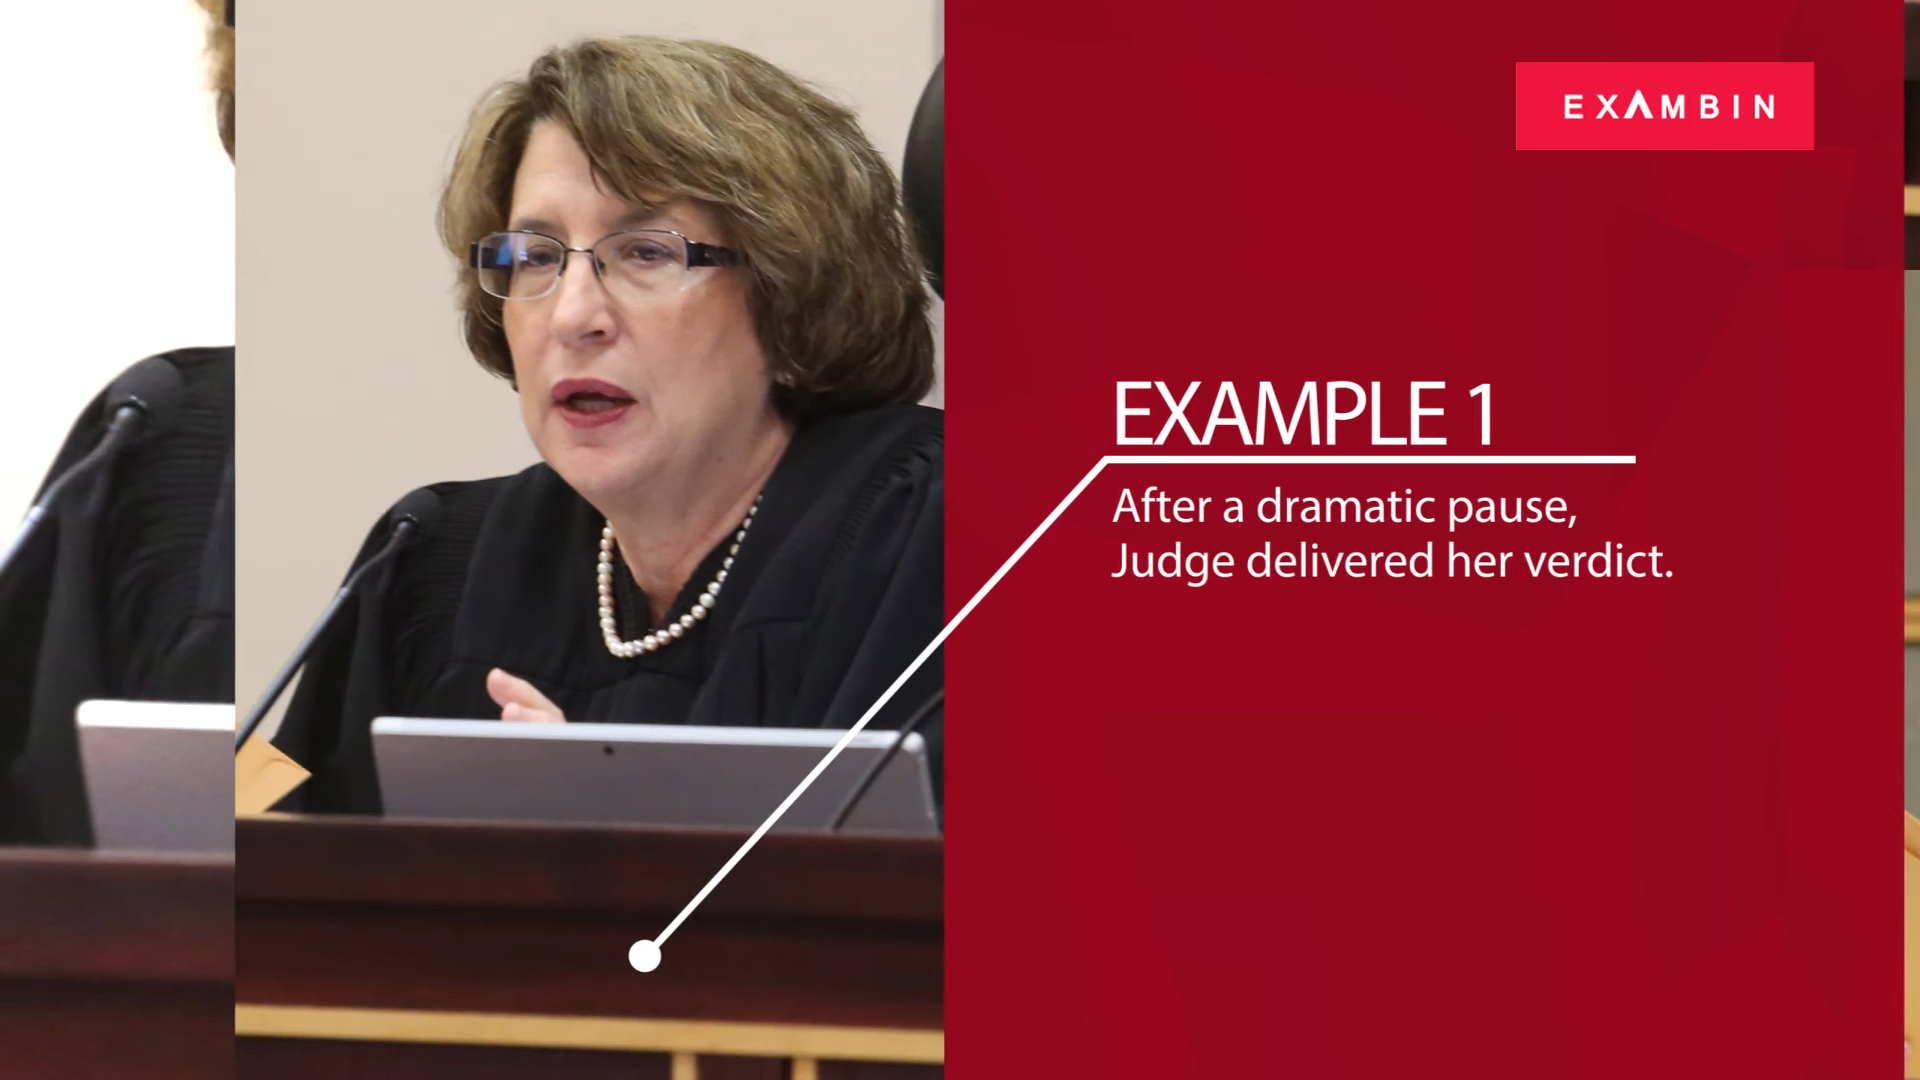 EXAMBIN
EXAMPLE 1
After a dramatic pause,
Judge delivered her verdict.